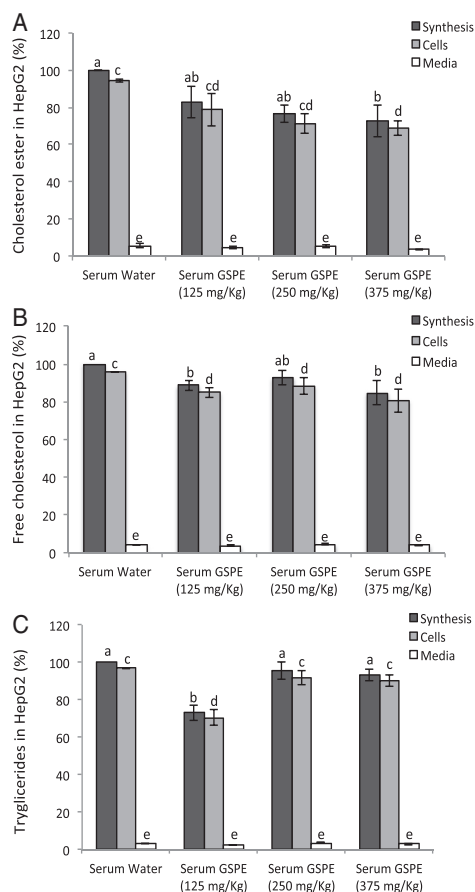 A
Synthesis
Cells
Media
Cholesterol ester in HepG2 (%)
120
100
80
60
40
20
0
a c ab cd ab cd b d
e e e e
Serum Water Serum GSPE Serum GSPE Serum GSPE
(125 mg/Kg) (250 mg/Kg) (375 mg/Kg)
B
Synthesis
Cells
Media
Free cholesterol in HepG2 (%)
120
100
80
60
40
20
0
a c b d ab d b d
e e e e
Serum Water Serum GSPE Serum GSPE Serum GSPE
(125 mg/Kg) (250 mg/Kg) (375 mg/Kg)
C
Synthesis
Cells
Media
Tryglicerides in HepG2 (%)
120
100
80
60
40
20
0
a c b d a c a c
e e e e
Serum Water Serum GSPE Serum GSPE Serum GSPE
(125 mg/Kg) (250 mg/Kg) (375 mg/Kg)